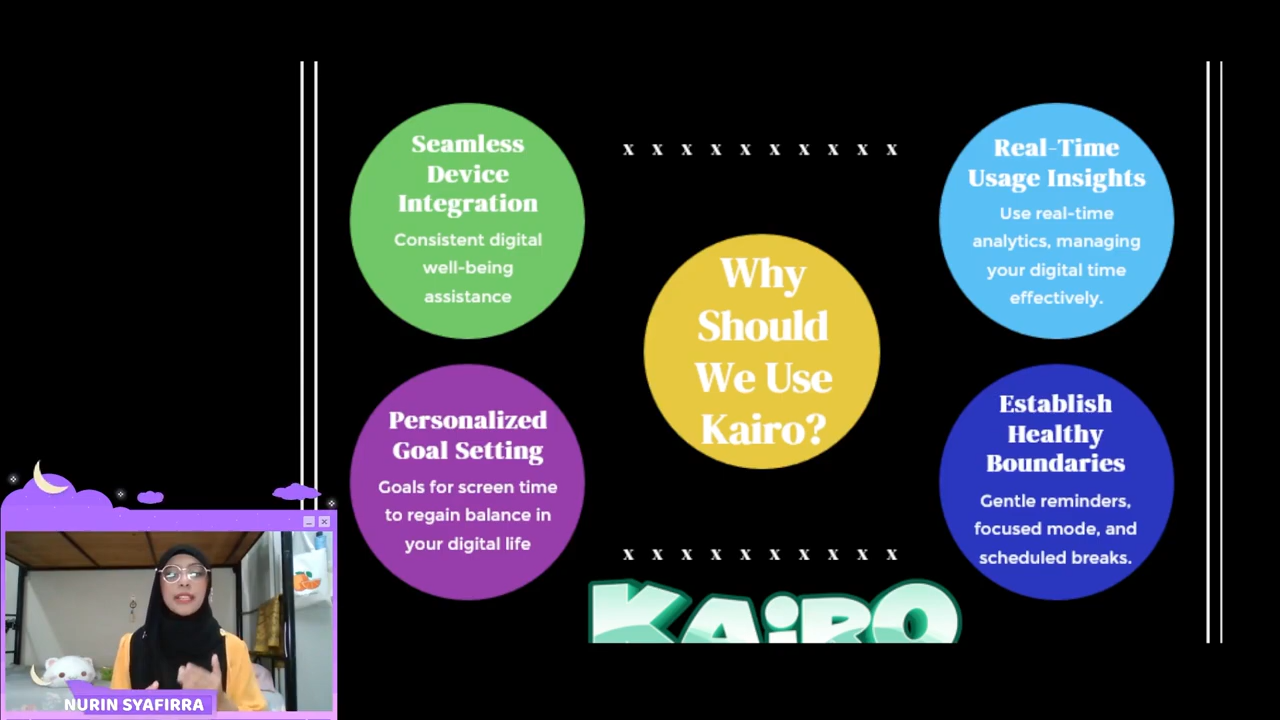 Seamless
Device
Integration
Consistent digital
well-being
assistance
x x x x x x x x x x
Real-Time
Usage Insights
Use real-time
analytics, managing
your digital time
effectively.
Why
Should
We Use
Kairo?
Personalized
Goal Setting
Goals for screen time
to regain balance in
your digital life
Establish
Healthy
Boundaries
Gentle reminders,
focused mode, and
scheduled breaks.
x x x x x x x x x x
KAiRO
NURIN SYAFIRRA